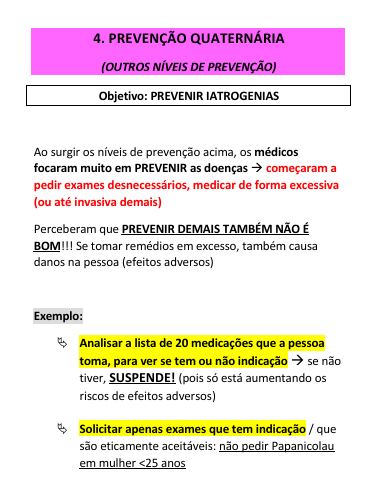 4. PREVENÇÃO QUATERNÁRIA
(OUTROS NÍVEIS DE PREVENÇÃO)
Objetivo: PREVENIR IATROGENIAS
Ao surgir os níveis de prevenção acima, os médicos
focaram muito em PREVENIR as doenças → começaram a
pedir exames desnecessários, medicar de forma excessiva
(ou até invasiva demais)
Perceberam que PREVENIR DEMAIS TAMBÉM NÃO É
BOM!!! Se tomar remédios em excesso, também causa
danos na pessoa (efeitos adversos)
Exemplo:
Analisar a lista de 20 medicações que a pessoa
toma, para ver se tem ou não indicação → se não
tiver, SUSPENDE! (pois só está aumentando os
riscos de efeitos adversos)
Solicitar apenas exames que tem indicação / que
são eticamente aceitáveis: não pedir Papanicolau
em mulher <25 anos